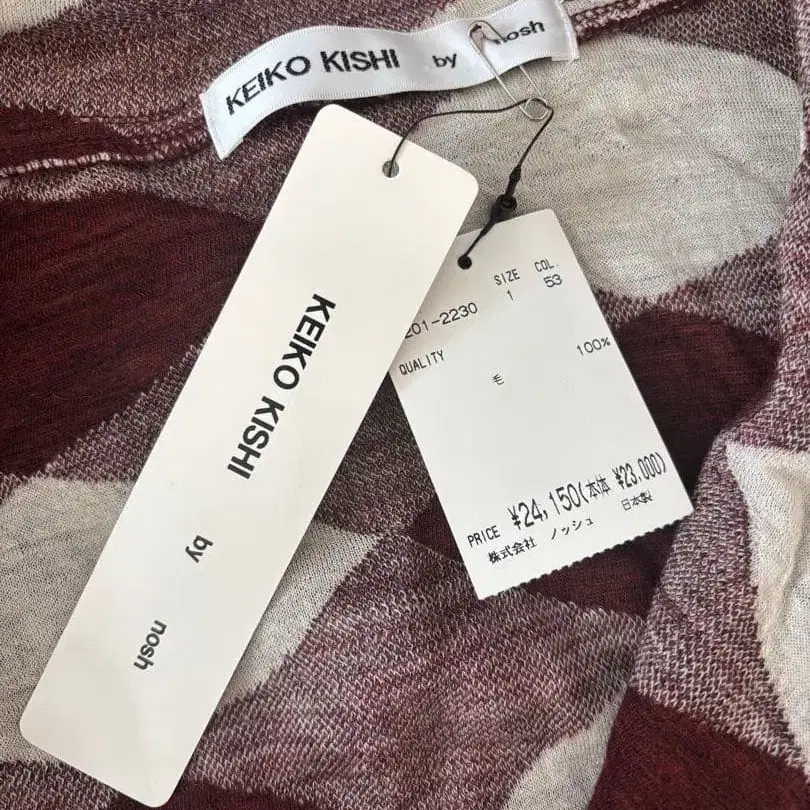 KEIKO KISHI by nosh
KEIKO KISHI
by
nosh
SIZE COL.
201-2230 1 53
QUALITY
毛 100%
PRICE ¥24,150(本体 ¥23,000)
株式会社 ノッシュ 日本製